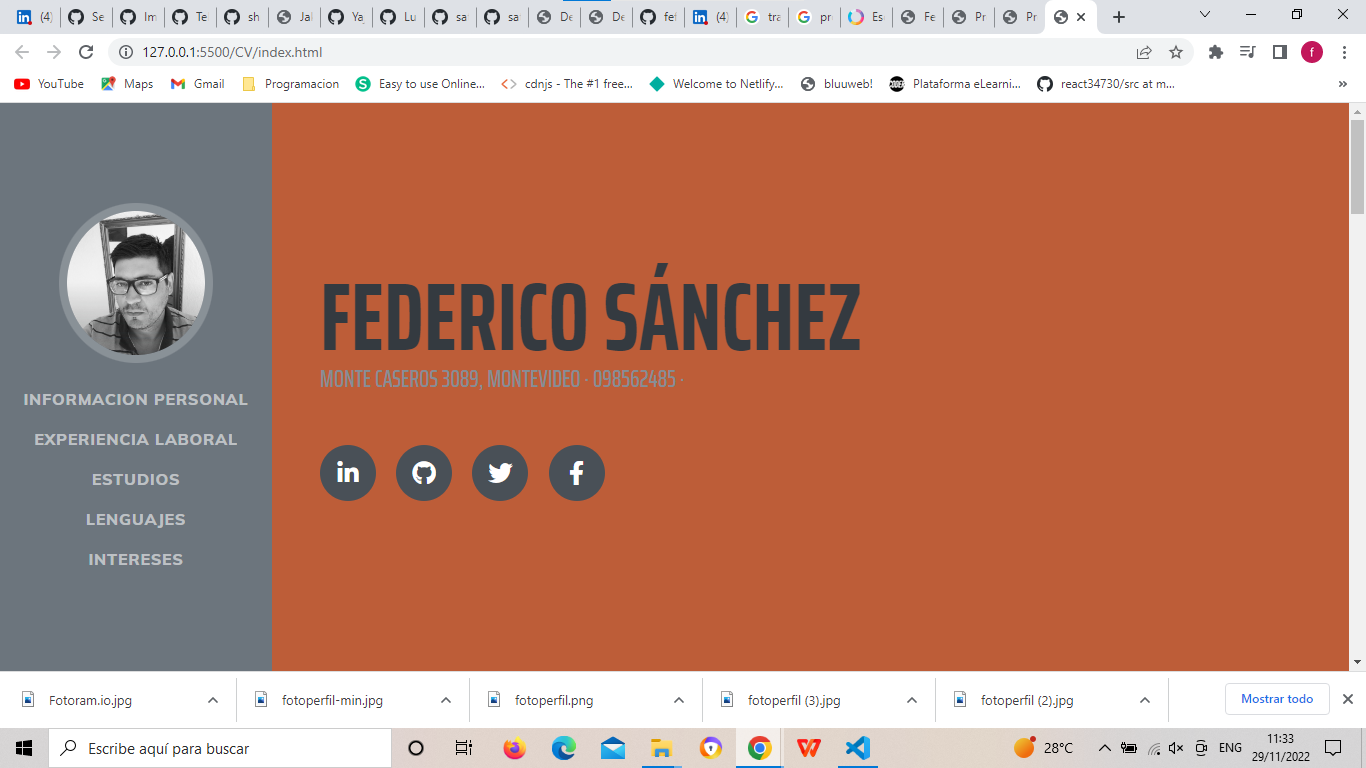 (4)
Se
Im
Te
sh
Jal
Ya
Lu
sa
sa
De
De
fe
(4)
tra
pr
Es
Fe
Pr
Pr
127.0.0.1:5500/CV/index.html
f
YouTube
Maps
Gmail
Programacion
Easy to use Online...
cdnjs - The #1 free...
Welcome to Netlify...
bluuweb!
Plataforma eLearni...
react34730/src at m...
»
FEDERICO SÁNCHEZ
MONTE CASEROS 3089, MONTEVIDEO · 098562485 ·
INFORMACION PERSONAL
EXPERIENCIA LABORAL
ESTUDIOS
LENGUAJES
INTERESES
Fotoram.io.jpg
fotoperfil-min.jpg
fotoperfil.png
fotoperfil (3).jpg
fotoperfil (2).jpg
Mostrar todo
Escribe aquí para buscar
28°C
ENG
11:33
29/11/2022